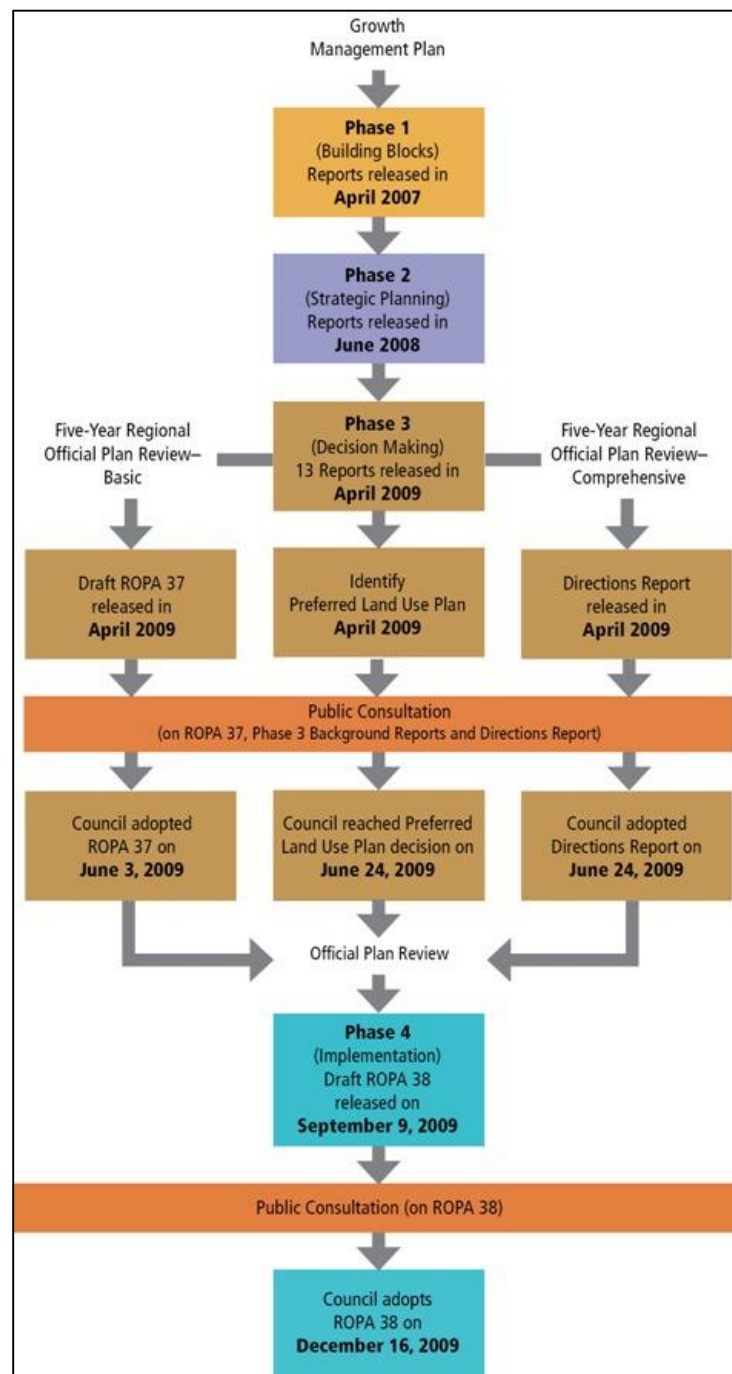 Growth
Management Plan
Phase 1
(Building Blocks)
Reports released in
April 2007
Phase 2
(Strategic Planning)
Reports released in
June 2008
Five-Year Regional
Official Plan Review–
Basic
Phase 3
(Decision Making)
13 Reports released in
April 2009
Five-Year Regional
Official Plan Review–
Comprehensive
Draft ROPA 37
released in
April 2009
Identify
Preferred Land Use Plan
April 2009
Directions Report
released in
April 2009
Public Consultation
(on ROPA 37, Phase 3 Background Reports and Directions Report)
Council adopted
ROPA 37 on
June 3, 2009
Council reached Preferred
Land Use Plan decision on
June 24, 2009
Council adopted
Directions Report on
June 24, 2009
Official Plan Review
Phase 4
(Implementation)
Draft ROPA 38
released on
September 9, 2009
Public Consultation (on ROPA 38)
Council adopts
ROPA 38 on
December 16, 2009